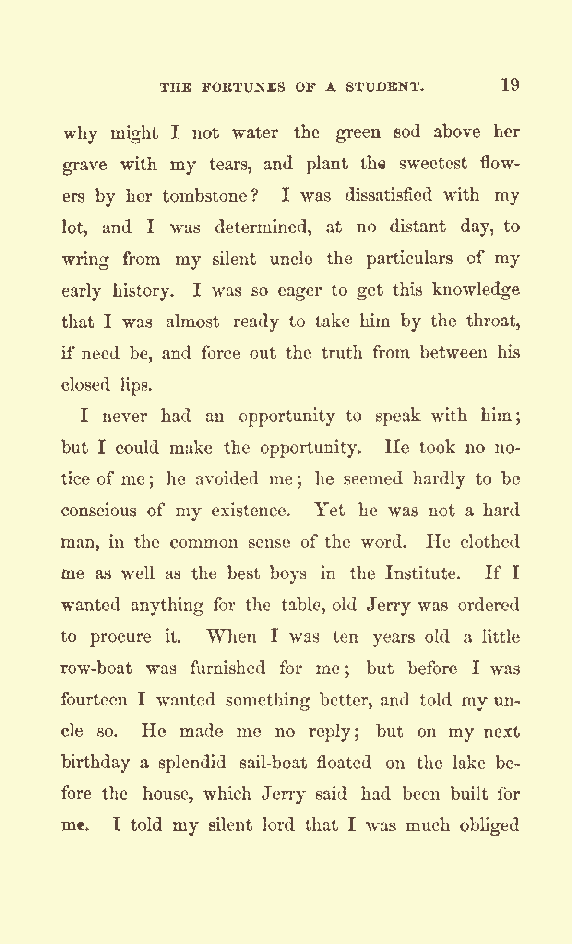 THE FORTUNES OF A STUDENT. 19
why might I not water the green sod above her
grave with my tears, and plant the sweetest flow-
ers by her tombstone? I was dissatisfied with my
lot, and I was determined, at no distant day, to
wring from my silent uncle the particulars of my
early history. I was so eager to get this knowledge
that I was almost ready to take him by the throat,
if need be, and force out the truth from between his
closed lips.
I never had an opportunity to speak with him;
but I could make the opportunity. He took no no-
tice of me; he avoided me; he seemed hardly to be
conscious of my existence. Yet he was not a hard
man, in the common sense of the word. He clothed
me as well as the best boys in the Institute. If I
wanted anything for the table, old Jerry was ordered
to procure it. When I was ten years old a little
row-boat was furnished for me; but before I was
fourteen I wanted something better, and told my un-
cle so. He made me no reply; but on my next
birthday a splendid sail-boat floated on the lake be-
fore the house, which Jerry said had been built for
me. I told my silent lord that I was much obliged